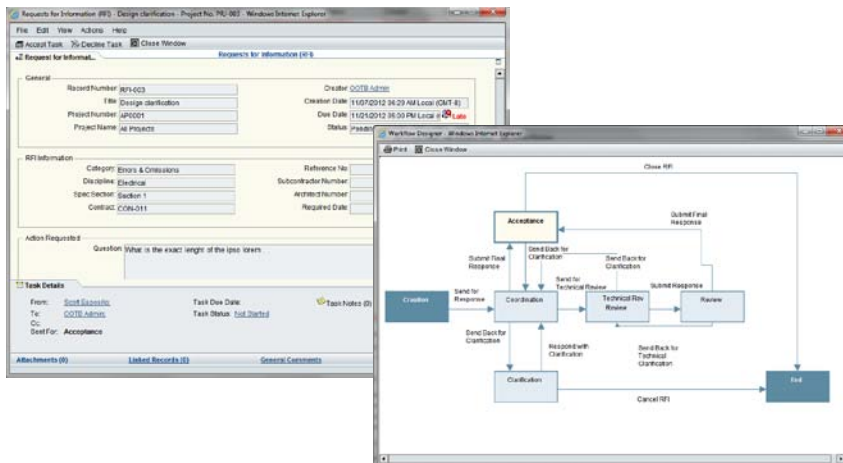 Requests for Information (RFI) - Design clarification - Project No. PRJ-003 - Windows Internet Explorer
File Edit View Actions Help
Accept Task Decline Task Close Window
Request for Informat...
Requests for Information (RFI)
General
Record Number RFI-003
Creator OOTB Admin
Title Design clarification
Creation Date 11/07/2012 06:29 AM Local (GMT-8)
Project Number AP0001
Due Date 11/21/2012 06:00 PM Local Late
Project Name All Projects
Status
RFI Information
Category Errors & Omissions
Reference No
Discipline Electrical
Subcontractor Number
Spec Section Section 1
Architect Number
Contract CON-011
Required Date
Action Requested
Question What is the exact lenght of the ipso lorem
Task Details
From: Scott Esposito
Task Due Date:
Task Notes (0)
To: OOTB Admin;
Task Status: Not Started
Cc:
Sent For: Acceptance
Attachments (0) Linked Records (0) General Comments
Workflow Designer - Windows Internet Explorer
Print Close Window
Close RFI
Acceptance
Submit Final
Response
Submit Final
Response
Send Back for
Clarification
Send Back for
Clarification
Send for
Technical Review
Creation
Send for
Response
Coordination
Technical Rev
Review
Submit Response
Review
Send Back for
Clarification
Respond with
Clarification
Send Back for
Technical
Clarification
Clarification
Cancel RFI
End